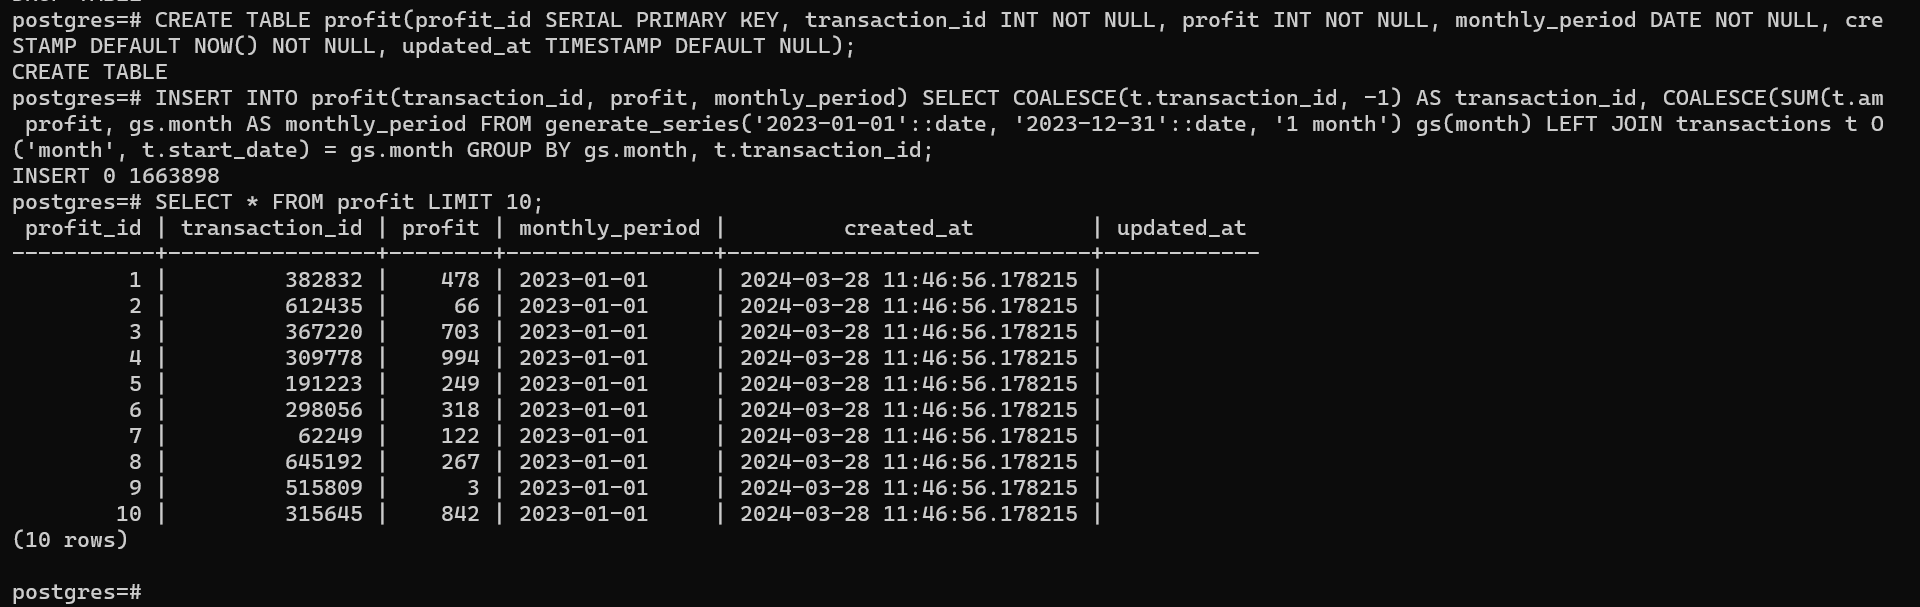 postgres=# CREATE TABLE profit(profit_id SERIAL PRIMARY KEY, transaction_id INT NOT NULL, profit INT NOT NULL, monthly_period DATE NOT NULL, cre
STAMP DEFAULT NOW() NOT NULL, updated_at TIMESTAMP DEFAULT NULL);
CREATE TABLE
postgres=# INSERT INTO profit(transaction_id, profit, monthly_period) SELECT COALESCE(t.transaction_id, -1) AS transaction_id, COALESCE(SUM(t.am
 profit, gs.month AS monthly_period FROM generate_series('2023-01-01'::date, '2023-12-31'::date, '1 month') gs(month) LEFT JOIN transactions t O
('month', t.start_date) = gs.month GROUP BY gs.month, t.transaction_id;
INSERT 0 1663898
postgres=# SELECT * FROM profit LIMIT 10;
 profit_id | transaction_id | profit | monthly_period |         created_at         | updated_at
-----------+----------------+--------+----------------+----------------------------+------------
         1 |         382832 |    478 | 2023-01-01     | 2024-03-28 11:46:56.178215 |
         2 |         612435 |     66 | 2023-01-01     | 2024-03-28 11:46:56.178215 |
         3 |         367220 |    703 | 2023-01-01     | 2024-03-28 11:46:56.178215 |
         4 |         309778 |    994 | 2023-01-01     | 2024-03-28 11:46:56.178215 |
         5 |         191223 |    249 | 2023-01-01     | 2024-03-28 11:46:56.178215 |
         6 |         298056 |    318 | 2023-01-01     | 2024-03-28 11:46:56.178215 |
         7 |          62249 |    122 | 2023-01-01     | 2024-03-28 11:46:56.178215 |
         8 |         645192 |    267 | 2023-01-01     | 2024-03-28 11:46:56.178215 |
         9 |         515809 |      3 | 2023-01-01     | 2024-03-28 11:46:56.178215 |
        10 |         315645 |    842 | 2023-01-01     | 2024-03-28 11:46:56.178215 |
(10 rows)
postgres=#